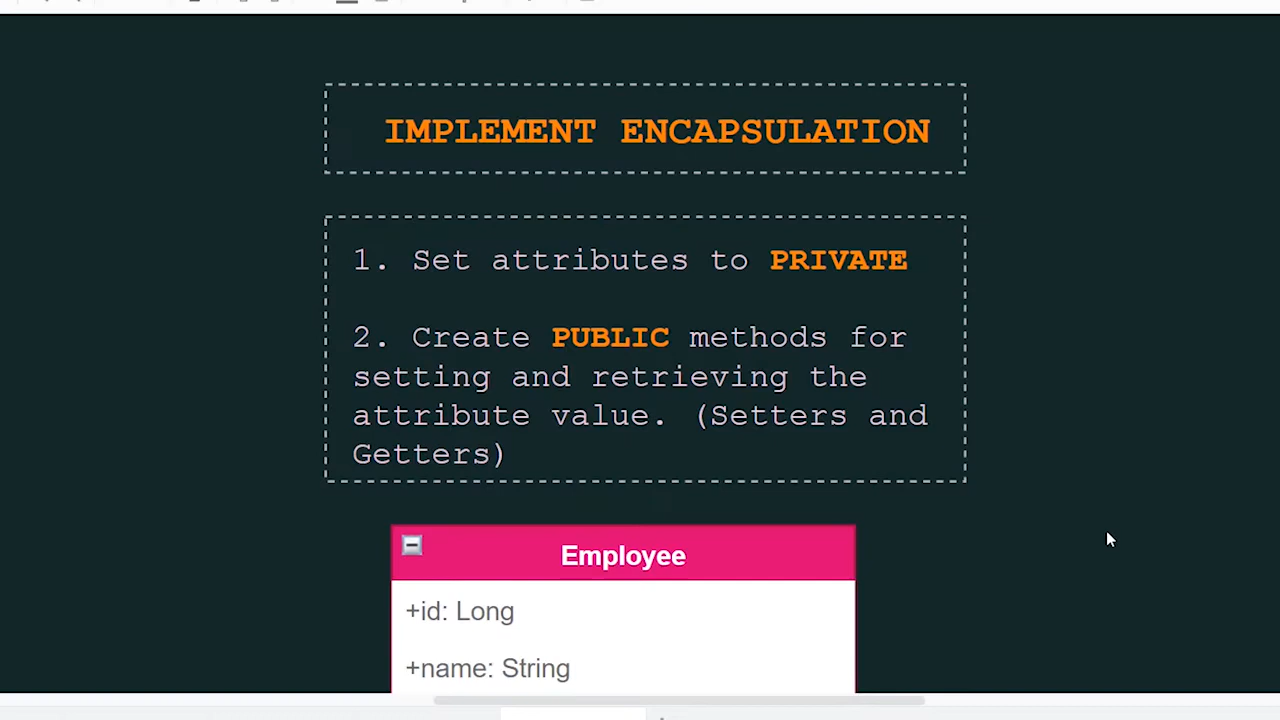 IMPLEMENT ENCAPSULATION
1. Set attributes to PRIVATE
2. Create PUBLIC methods for
setting and retrieving the
attribute value. (Setters and
Getters)
Employee
+id: Long
+name: String